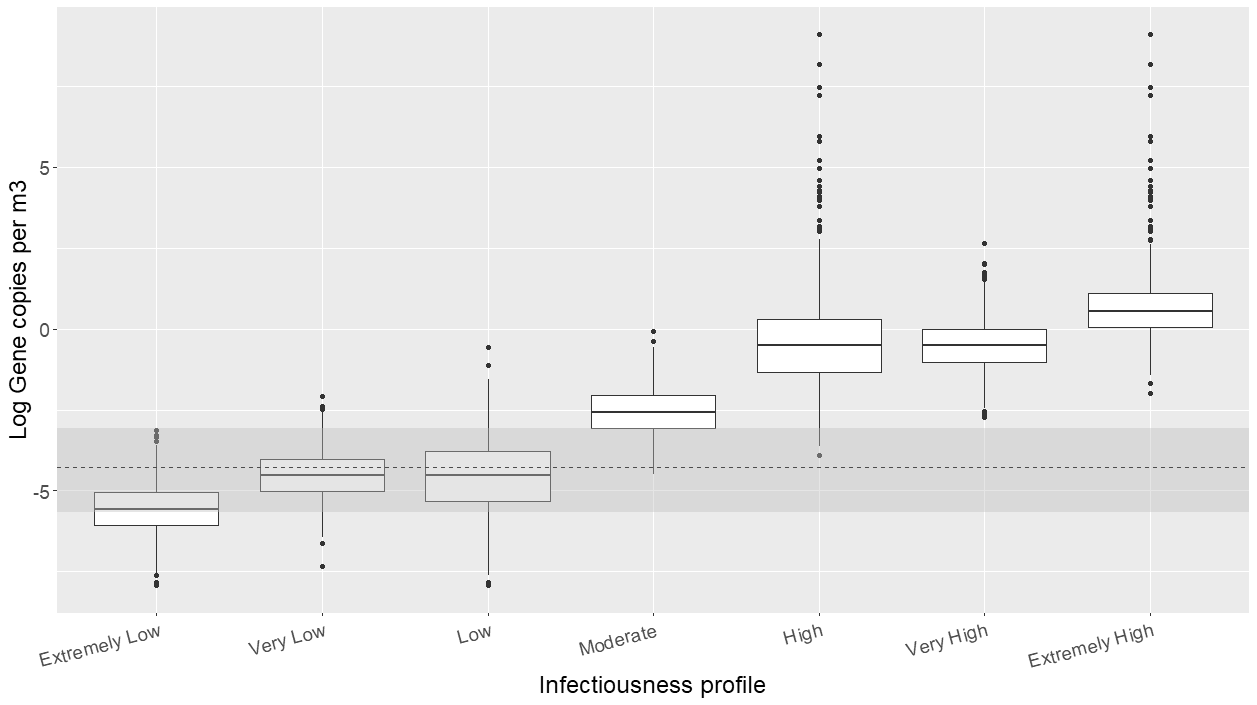 Log Gene copies per m3
5
0
-5
Extremely Low
Very Low
Low
Moderate
High
Very High
Extremely High
Infectiousness profile